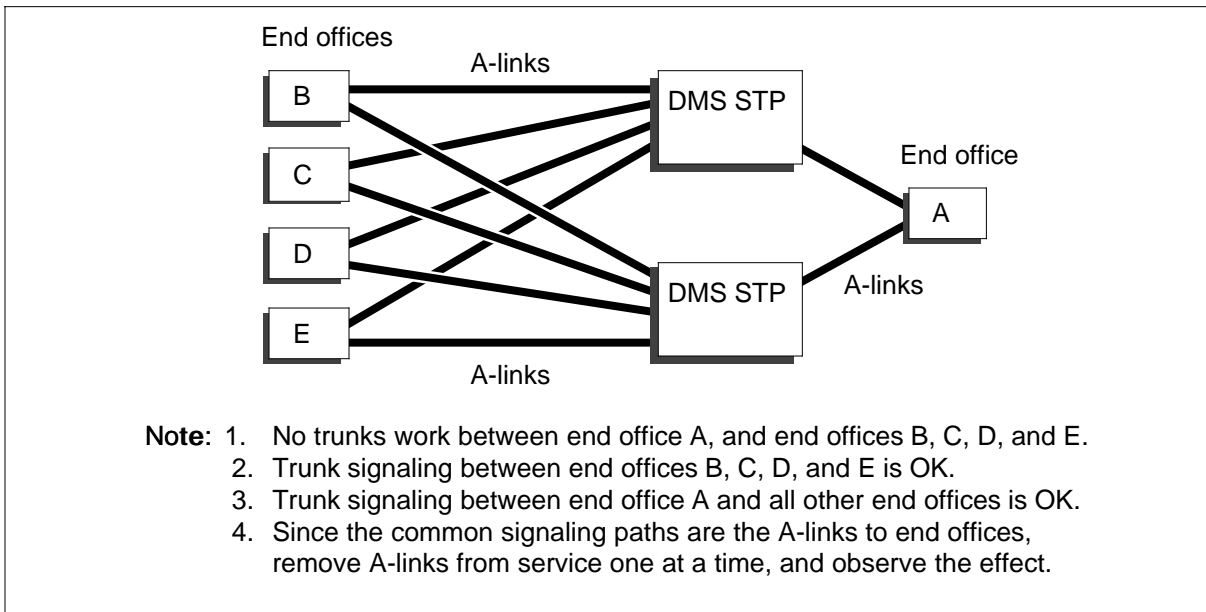 End offices
A-links
B
DMS STP
C
End office
A
D
DMS STP
A-links
E
A-links
Note: 1. No trunks work between end office A, and end offices B, C, D, and E.
2. Trunk signaling between end offices B, C, D, and E is OK.
3. Trunk signaling between end office A and all other end offices is OK.
4. Since the common signaling paths are the A-links to end offices,
remove A-links from service one at a time, and observe the effect.